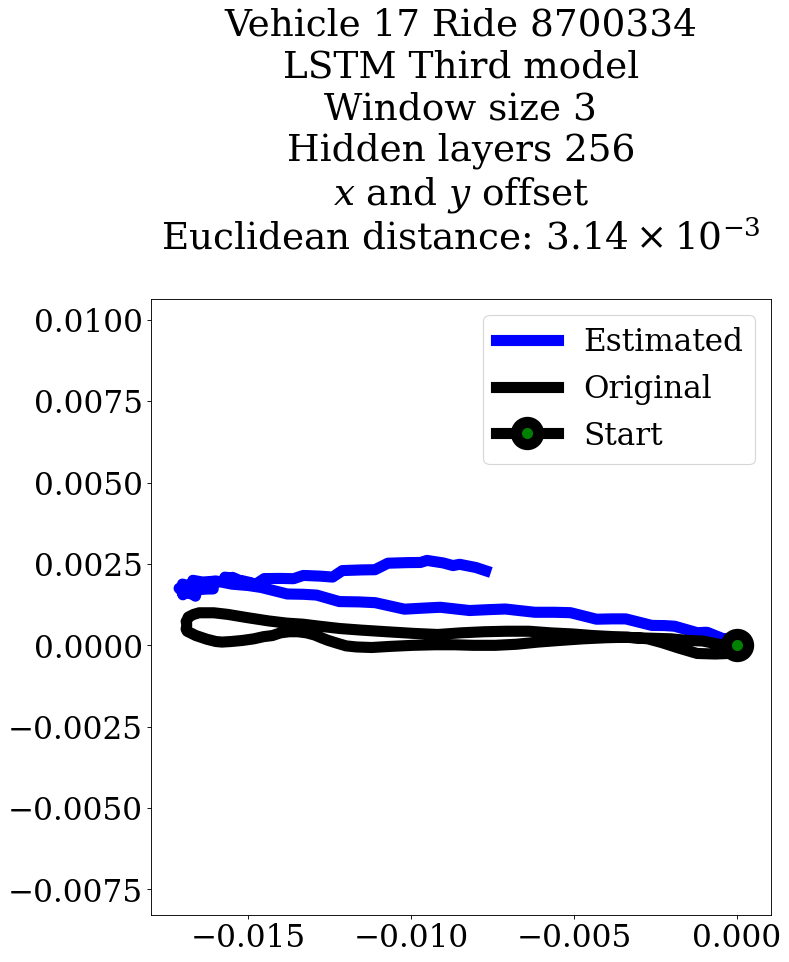 Vehicle 17 Ride 8700334
LSTM Third model
Window size 3
Hidden layers 256
x and y offset
Euclidean distance: 3.14 × 10⁻³
Estimated
Original
Start
0.0100
0.0075
0.0050
0.0025
0.0000
−0.0025
−0.0050
−0.0075
−0.015 −0.010 −0.005 0.000